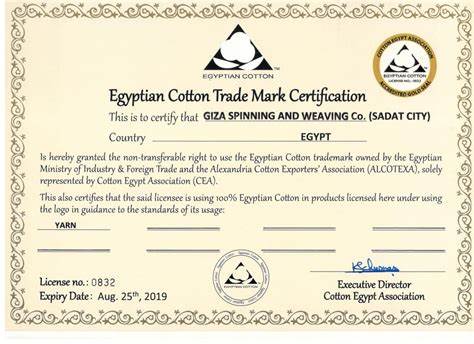 EGYPTIAN COTTON™
COTTON EGYPT ASSOCIATION
EGYPTIAN COTTON
LICENSE NO.: 0832
ACCREDITED GOLD SEAL
Egyptian Cotton Trade Mark Certification
This is to certify that GIZA SPINNING AND WEAVING Co. (SADAT CITY)
Country EGYPT
Is hereby granted the non-transferable right to use the Egyptian Cotton trademark owned by the Egyptian
Ministry of Industry & Foreign Trade and the Alexandria Cotton Exporters' Association (ALCOTEXA), solely
represented by Cotton Egypt Association (CEA).
This also certifies that the said licensee is using 100% Egyptian Cotton in products licensed here under using
the logo in guidance to the standards of its usage:
YARN
License no.: 0832
Expiry Date: Aug. 25th, 2019
Executive Director
Cotton Egypt Association